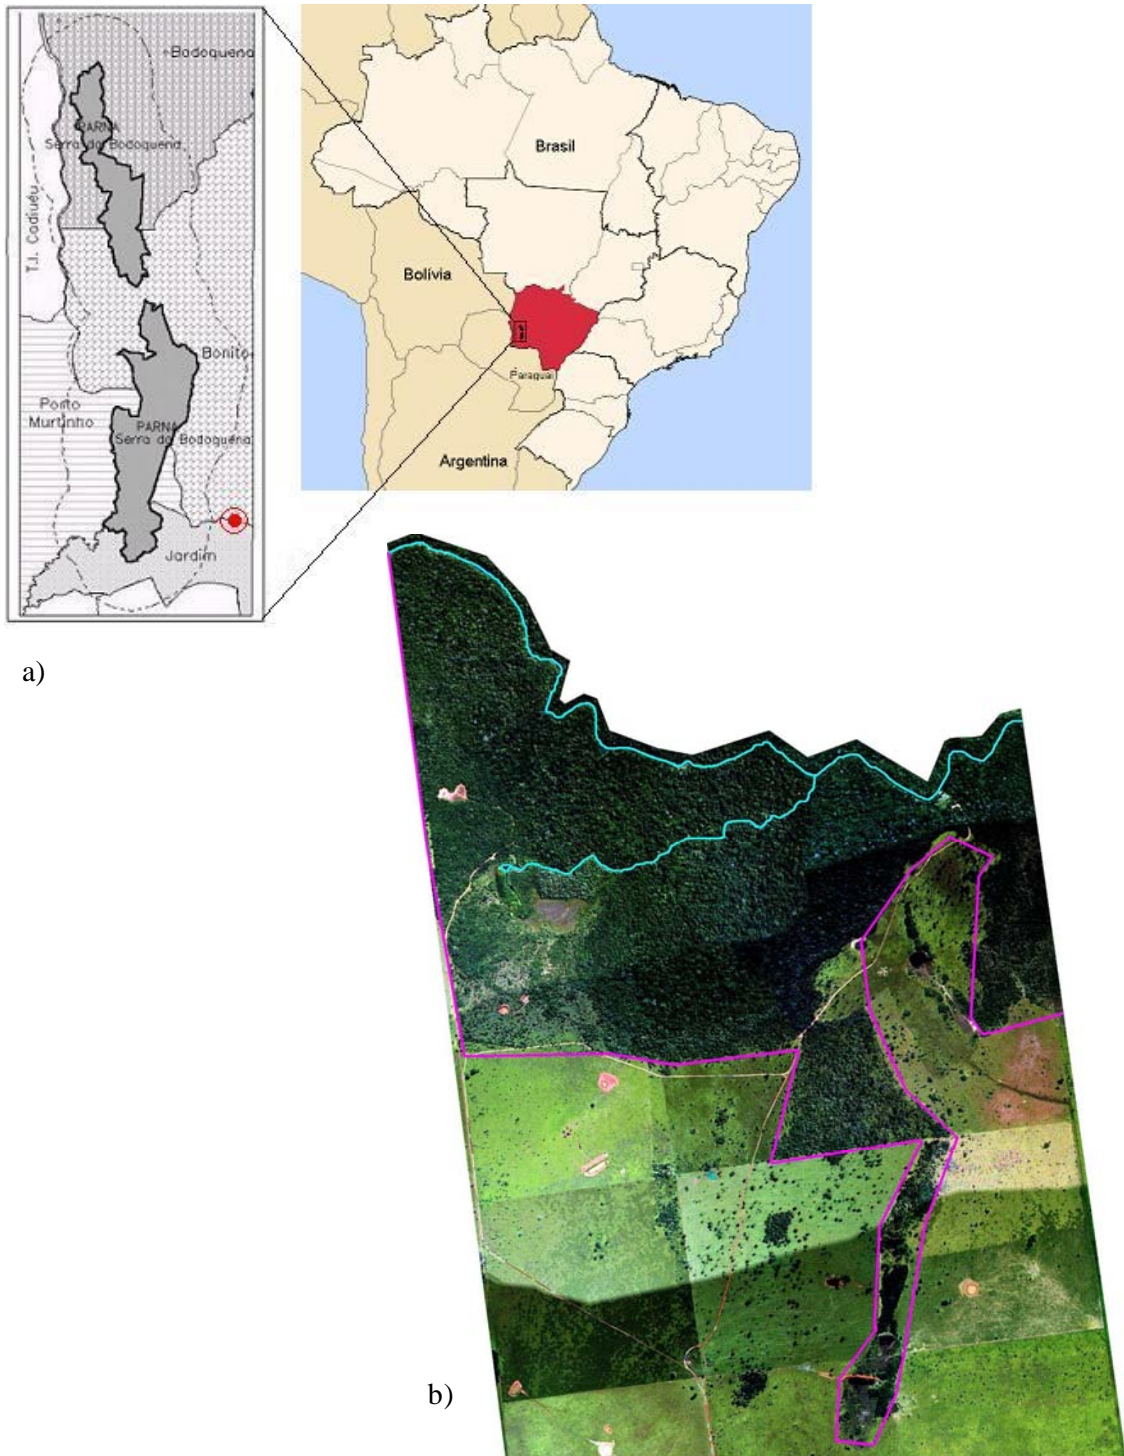 Bodoquena
PARNA
Serra da Bodoquena
T.I. Cadiuéu
Bonito
Porto
Murtinho
PARNA
Serra da Bodoquena
Jardim
Brasil
Bolívia
Paraguai
Argentina
a)
b)